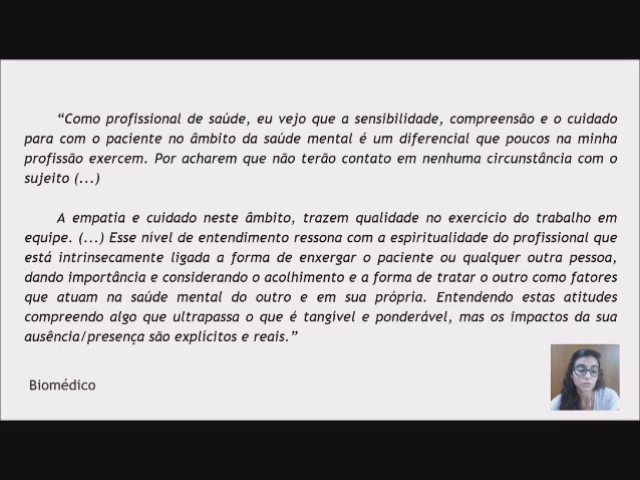 “Como profissional de saúde, eu vejo que a sensibilidade, compreensão e o cuidado
para com o paciente no âmbito da saúde mental é um diferencial que poucos na minha
profissão exercem. Por acharem que não terão contato em nenhuma circunstância com o
sujeito (...)
A empatia e cuidado neste âmbito, trazem qualidade no exercício do trabalho em
equipe. (...) Esse nível de entendimento ressona com a espiritualidade do profissional que
está intrinsecamente ligada a forma de enxergar o paciente ou qualquer outra pessoa,
dando importância e considerando o acolhimento e a forma de tratar o outro como fatores
que atuam na saúde mental do outro e em sua própria. Entendendo estas atitudes
compreendo algo que ultrapassa o que é tangível e ponderável, mas os impactos da sua
ausência/presença são explícitos e reais.”
Biomédico